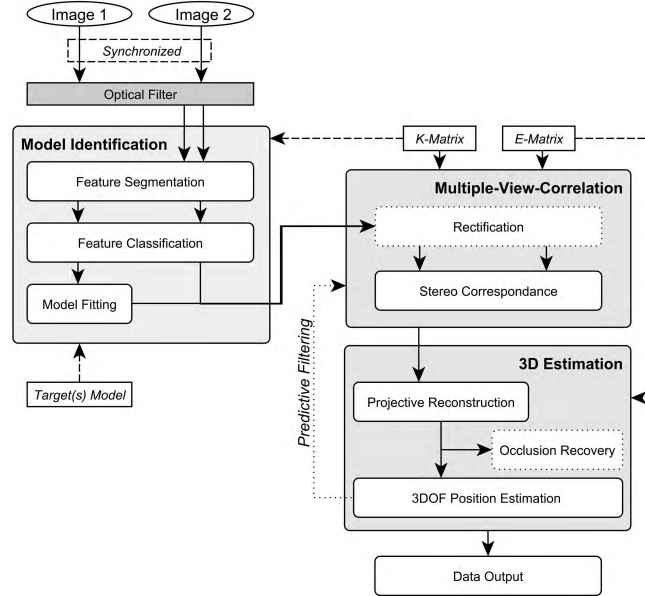 Image 1
Image 2
Synchronized
Optical Filter
Model Identification
Feature Segmentation
Feature Classification
Model Fitting
Target(s) Model
K-Matrix
E-Matrix
Multiple-View-Correlation
Rectification
Stereo Correspondance
Predictive Filtering
3D Estimation
Projective Reconstruction
Occlusion Recovery
3DOF Position Estimation
Data Output